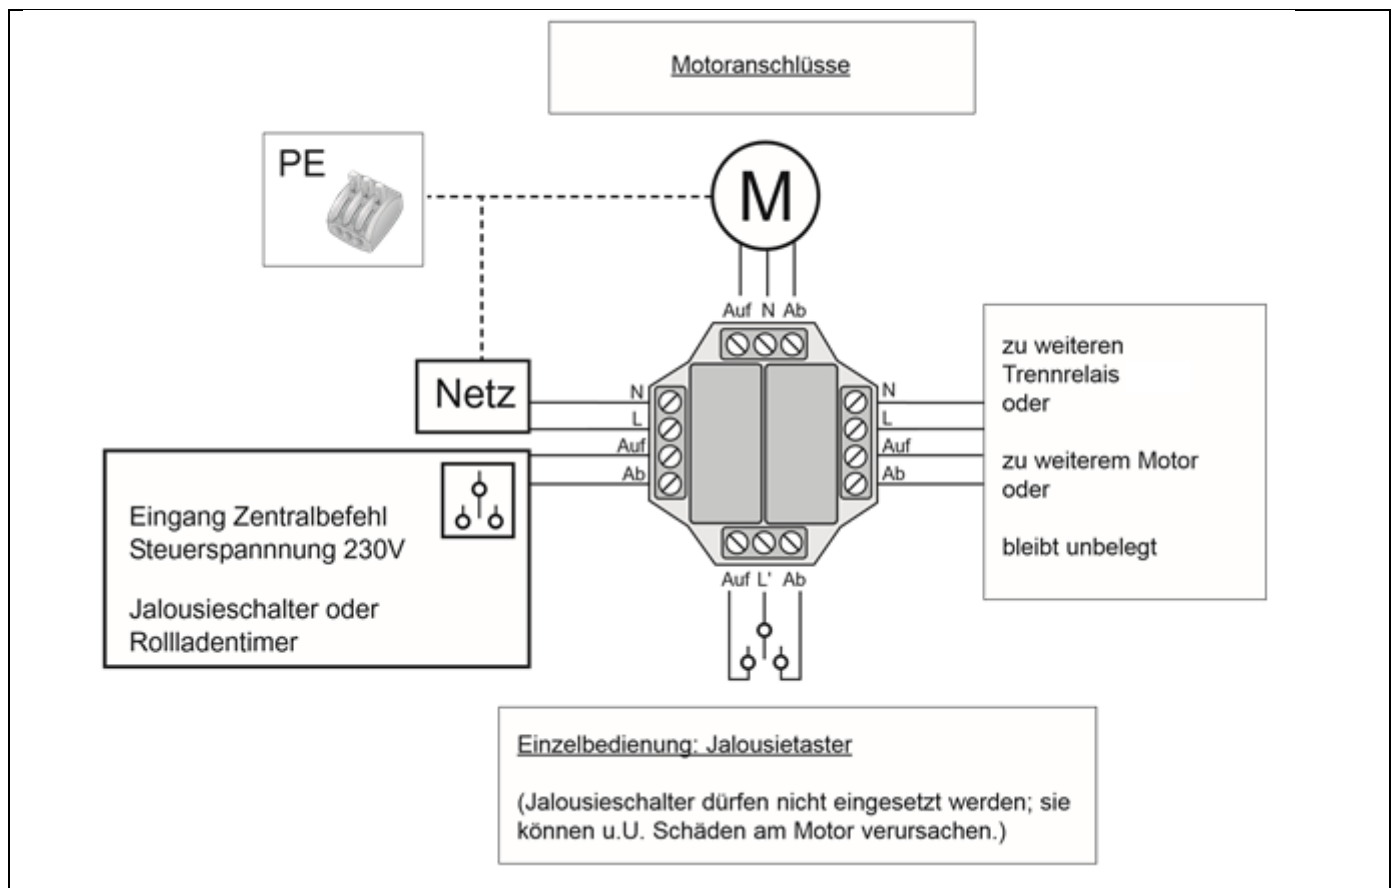 Motoranschlüsse
PE
M
Auf N Ab
Netz
N
L
Auf
Ab
N
L
Auf
Ab
zu weiteren
Trennrelais
oder
zu weiterem Motor
oder
bleibt unbelegt
Eingang Zentralbefehl
Steuerspannnung 230V
Jalousieschalter oder
Rollladentimer
Auf L' Ab
Einzelbedienung: Jalousietaster
(Jalousieschalter dürfen nicht eingesetzt werden; sie
können u.U. Schäden am Motor verursachen.)